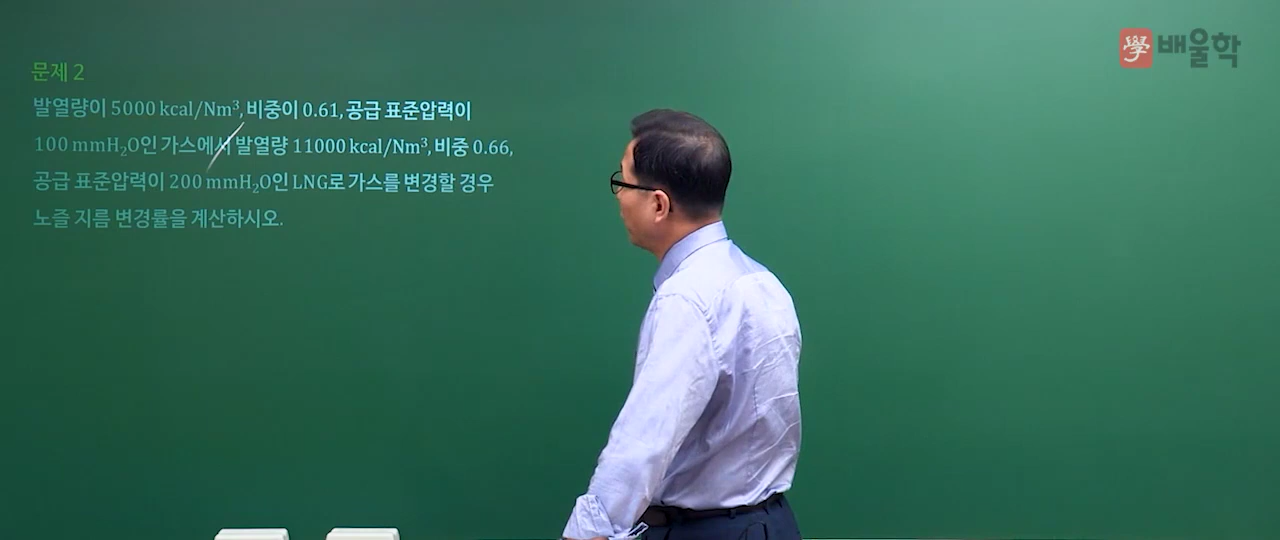 學 배울학
문제 2
발열량이 5000 kcal/Nm³, 비중이 0.61, 공급 표준압력이
100 mmH₂O인 가스에서 발열량 11000 kcal/Nm³, 비중 0.66,
공급 표준압력이 200 mmH₂O인 LNG로 가스를 변경할 경우
노즐 지름 변경률을 계산하시오.